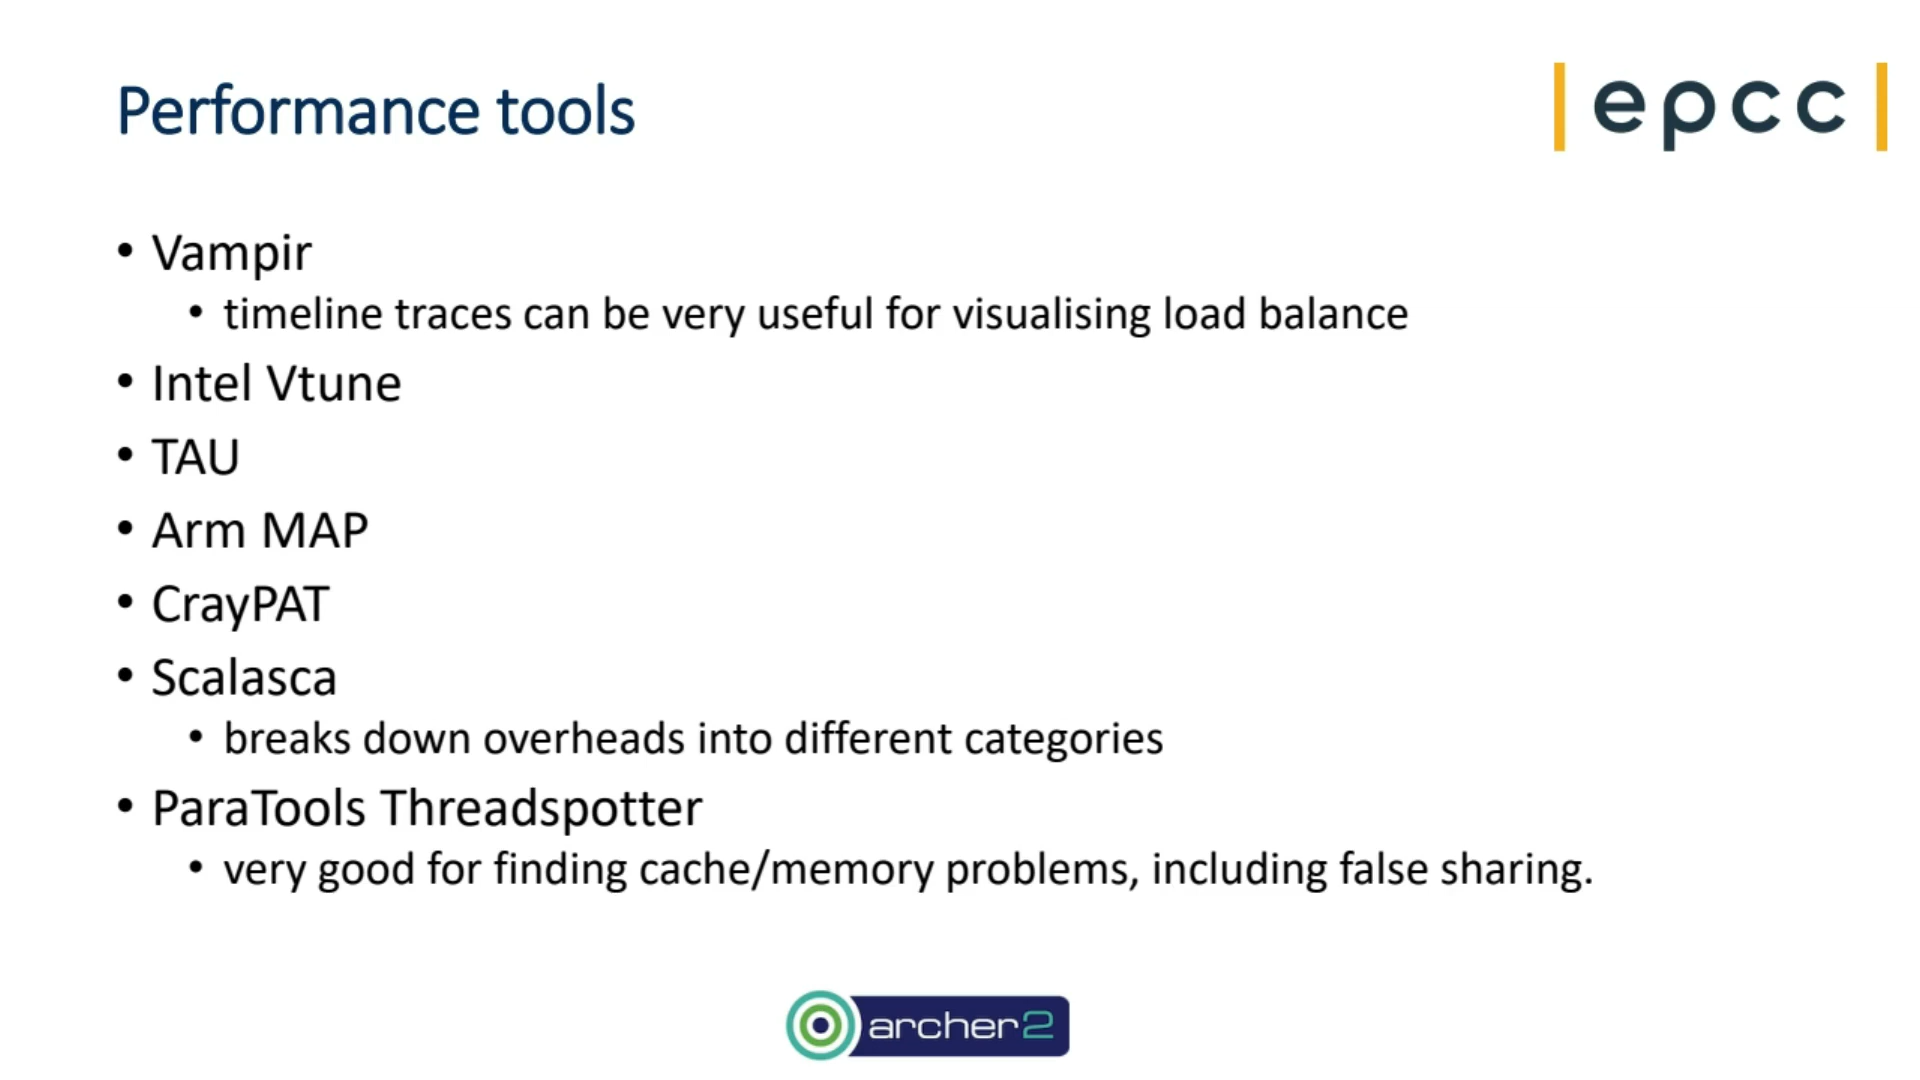 Performance tools
|epcc|
• Vampir
• timeline traces can be very useful for visualising load balance
• Intel Vtune
• TAU
• Arm MAP
• CrayPAT
• Scalasca
• breaks down overheads into different categories
• ParaTools Threadspotter
• very good for finding cache/memory problems, including false sharing.
archer2